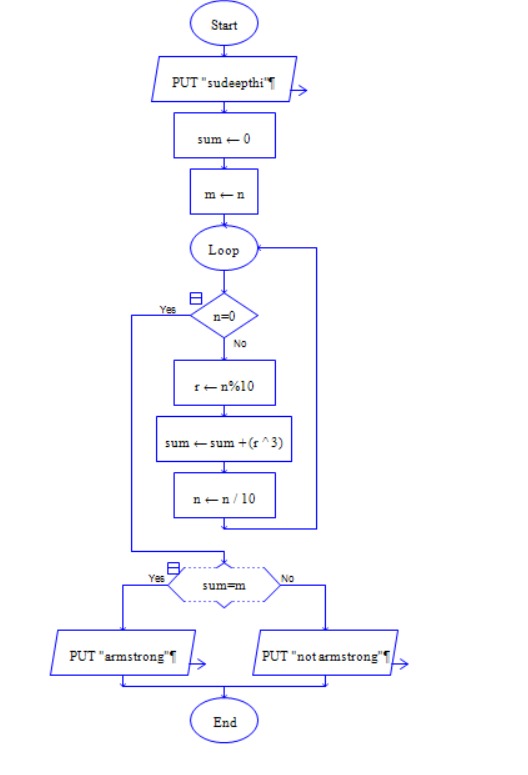 Start
PUT "sudeepthi"¶
sum ← 0
m ← n
Loop
Yes
n=0
No
r ← n%10
sum ← sum +(r ^ 3)
n ← n / 10
Yes
sum=m
No
PUT "armstrong"¶
PUT "not armstrong"¶
End